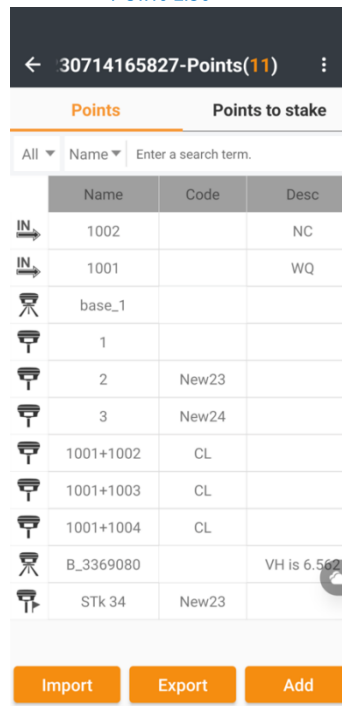 30714165827-Points(11)
Points Points to stake
All Name Enter a search term.
Name Code Desc
IN 1002 NC
IN 1001 WQ
base_1
1
2 New23
3 New24
1001+1002 CL
1001+1003 CL
1001+1004 CL
B_3369080 VH is 6.562
STk 34 New23
Import Export Add